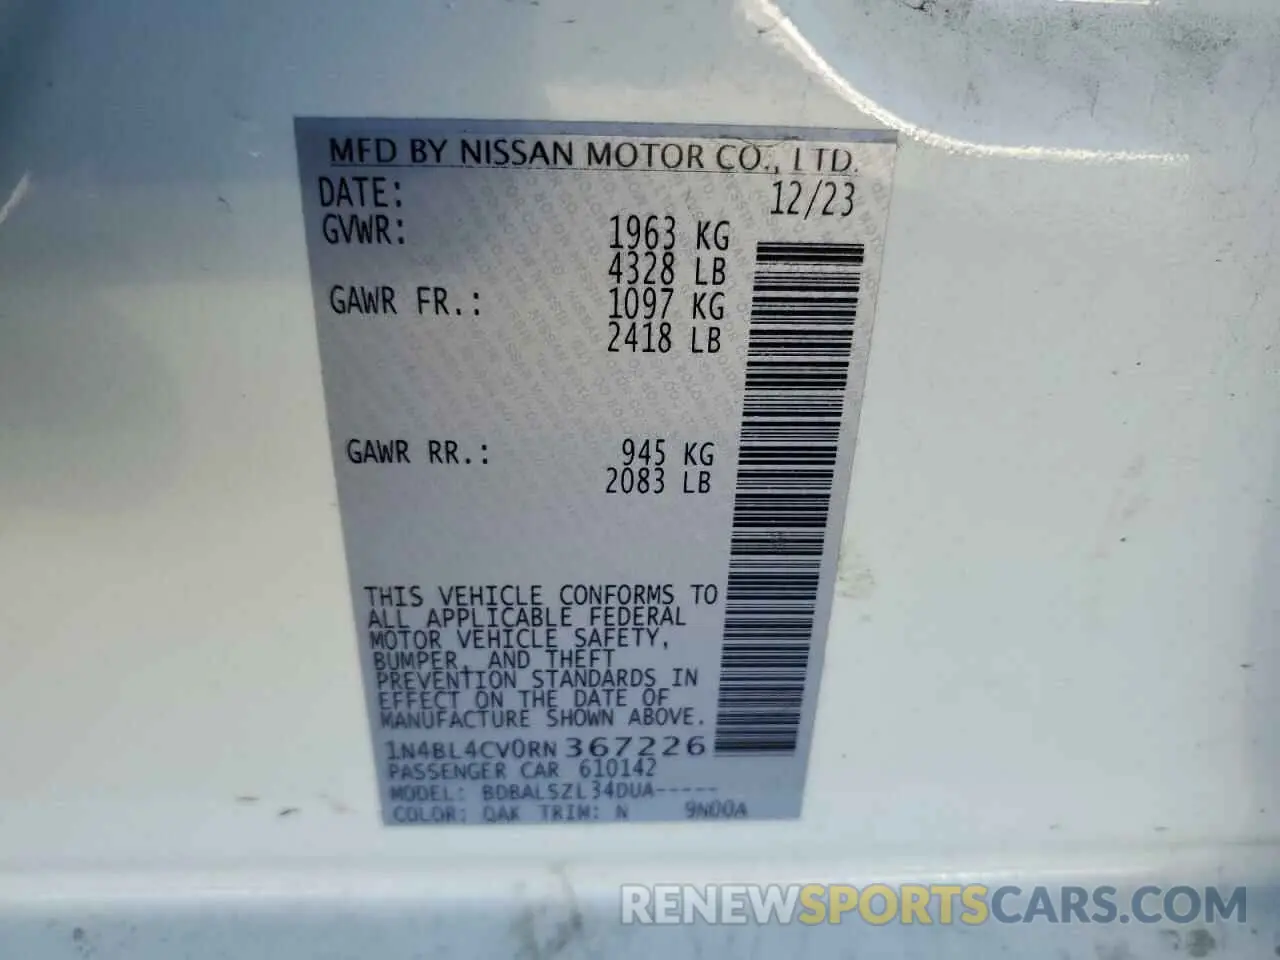 MFD BY NISSAN MOTOR CO., LTD.
DATE: 12/23
GVWR: 1963 KG
4328 LB
GAWR FR.: 1097 KG
2418 LB
GAWR RR.: 945 KG
2083 LB
THIS VEHICLE CONFORMS TO
ALL APPLICABLE FEDERAL
MOTOR VEHICLE SAFETY,
BUMPER, AND THEFT
PREVENTION STANDARDS IN
EFFECT ON THE DATE OF
MANUFACTURE SHOWN ABOVE.
1N4BL4CV0RN367226
PASSENGER CAR 610142
MODEL: BDBALSZL34DUA-----
COLOR: QAK TRIM: N 9N00A
RENEWSPORTSCARS.COM